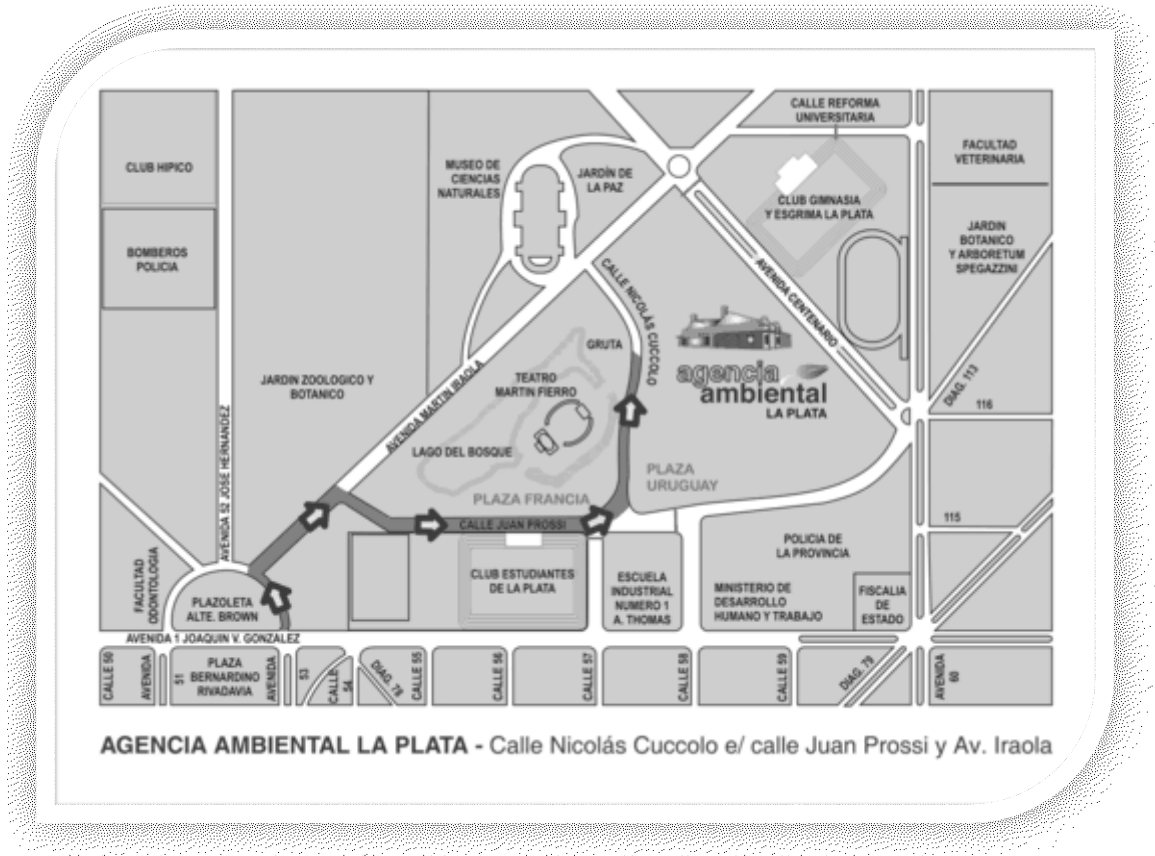 CALLE REFORMA
UNIVERSITARIA
CLUB HIPICO
MUSEO DE
CIENCIAS
NATURALES
JARDÍN DE
LA PAZ
FACULTAD
VETERINARIA
CLUB GIMNASIA
Y ESGRIMA LA PLATA
BOMBEROS
POLICIA
JARDIN
BOTANICO
Y ARBORETUM
SPEGAZZINI
CALLE NICOLÁS CUCCOLO
AVENIDA CENTENARIO
GRUTA
agencia
ambiental
LA PLATA
JARDIN ZOOLOGICO Y
BOTANICO
AVENIDA MARTIN IRAOLA
TEATRO
MARTIN FIERRO
DIAG. 113
116
LAGO DEL BOSQUE
AVENIDA 52 JOSE HERNANDEZ
PLAZA FRANCIA
PLAZA
URUGUAY
CALLE JUAN PROSSI
115
POLICIA DE
LA PROVINCIA
FACULTAD
ODONTOLOGIA
PLAZOLETA
ALTE. BROWN
CLUB ESTUDIANTES
DE LA PLATA
ESCUELA
INDUSTRIAL
NUMERO 1
A. THOMAS
MINISTERIO DE
DESARROLLO
HUMANO Y TRABAJO
FISCALIA
DE
ESTADO
AVENIDA 1 JOAQUIN V. GONZALEZ
CALLE 50
AVENIDA
51
PLAZA
BERNARDINO
RIVADAVIA
AVENIDA
53
CALLE
54
DIAG. 78
CALLE 55
CALLE 56
CALLE 57
CALLE 58
CALLE 59
DIAG. 79
AVENIDA
60
AGENCIA AMBIENTAL LA PLATA - Calle Nicolás Cuccolo e/ calle Juan Prossi y Av. Iraola